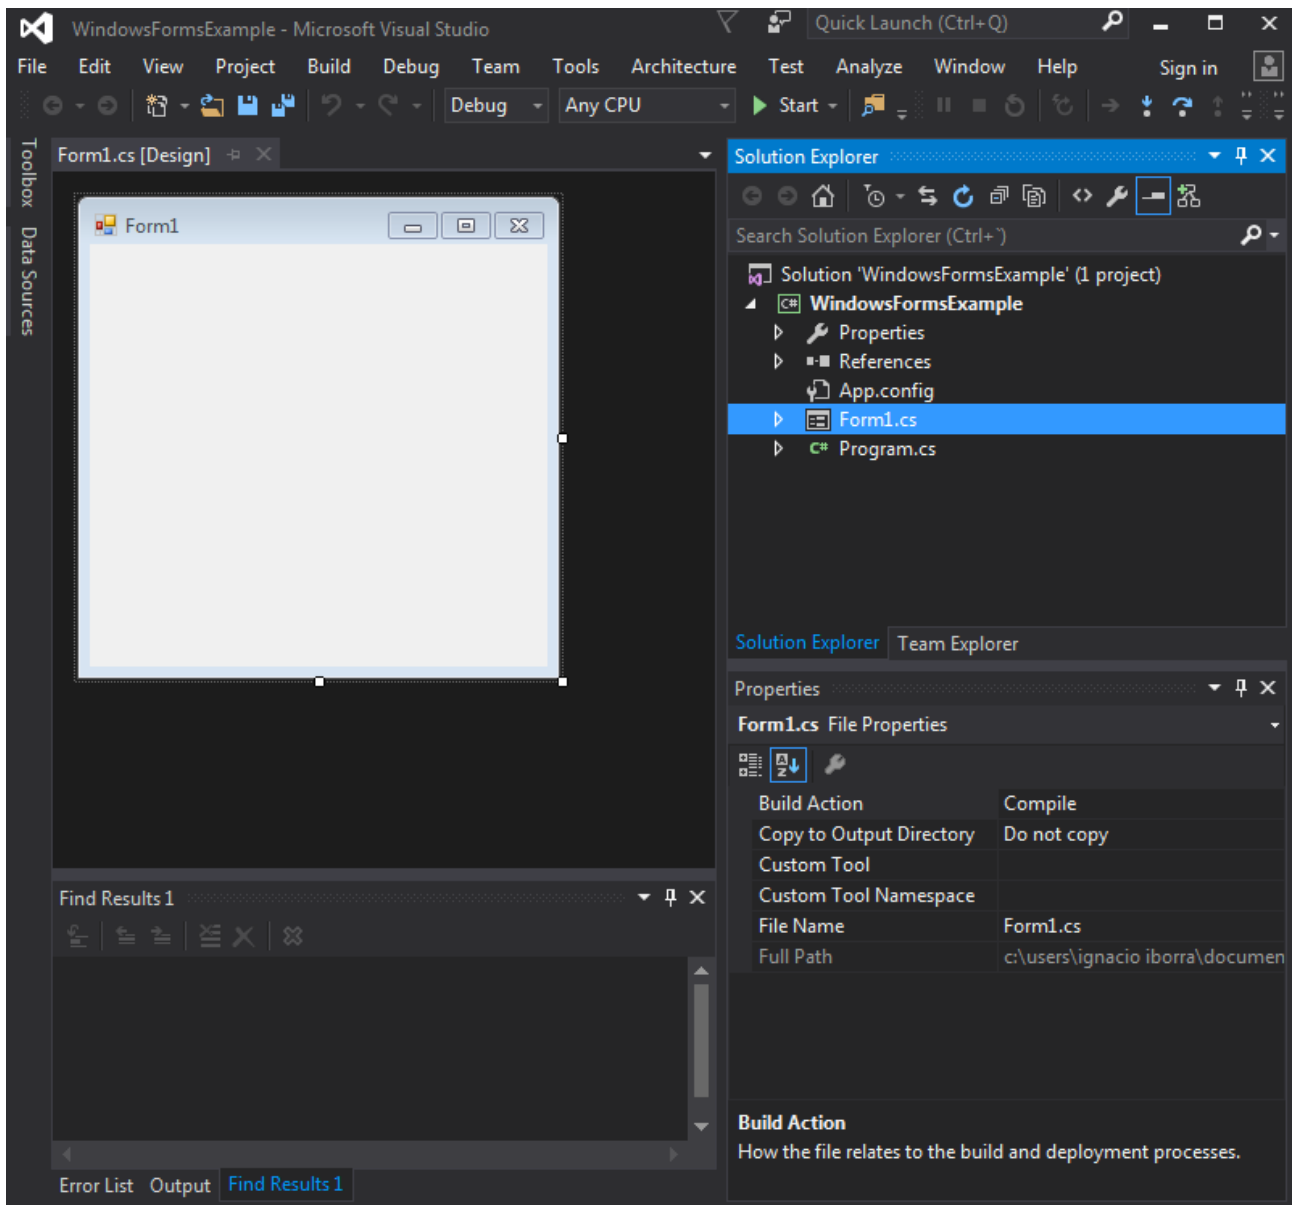 WindowsFormsExample - Microsoft Visual Studio
Quick Launch (Ctrl+Q)
File Edit View Project Build Debug Team Tools Architecture Test Analyze Window Help Sign in
Debug Any CPU Start
Toolbox
Data Sources
Form1.cs [Design]
Form1
Solution Explorer
Search Solution Explorer (Ctrl+`)
Solution 'WindowsFormsExample' (1 project)
C# WindowsFormsExample
Properties
References
App.config
Form1.cs
C# Program.cs
Solution Explorer Team Explorer
Properties
Form1.cs File Properties
Build Action Compile
Copy to Output Directory Do not copy
Custom Tool
Custom Tool Namespace
File Name Form1.cs
Full Path c:\users\ignacio iborra\documen
Build Action
How the file relates to the build and deployment processes.
Find Results 1
Error List Output Find Results 1